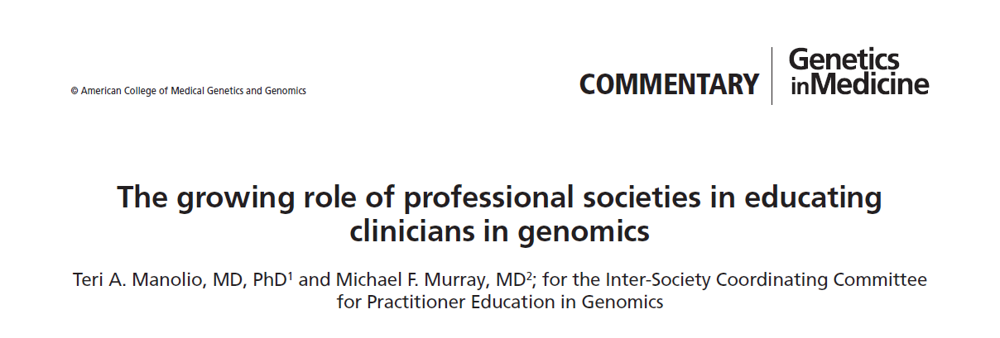 © American College of Medical Genetics and Genomics
COMMENTARY
Genetics
inMedicine
The growing role of professional societies in educating
clinicians in genomics
Teri A. Manolio, MD, PhD¹ and Michael F. Murray, MD²; for the Inter-Society Coordinating Committee
for Practitioner Education in Genomics